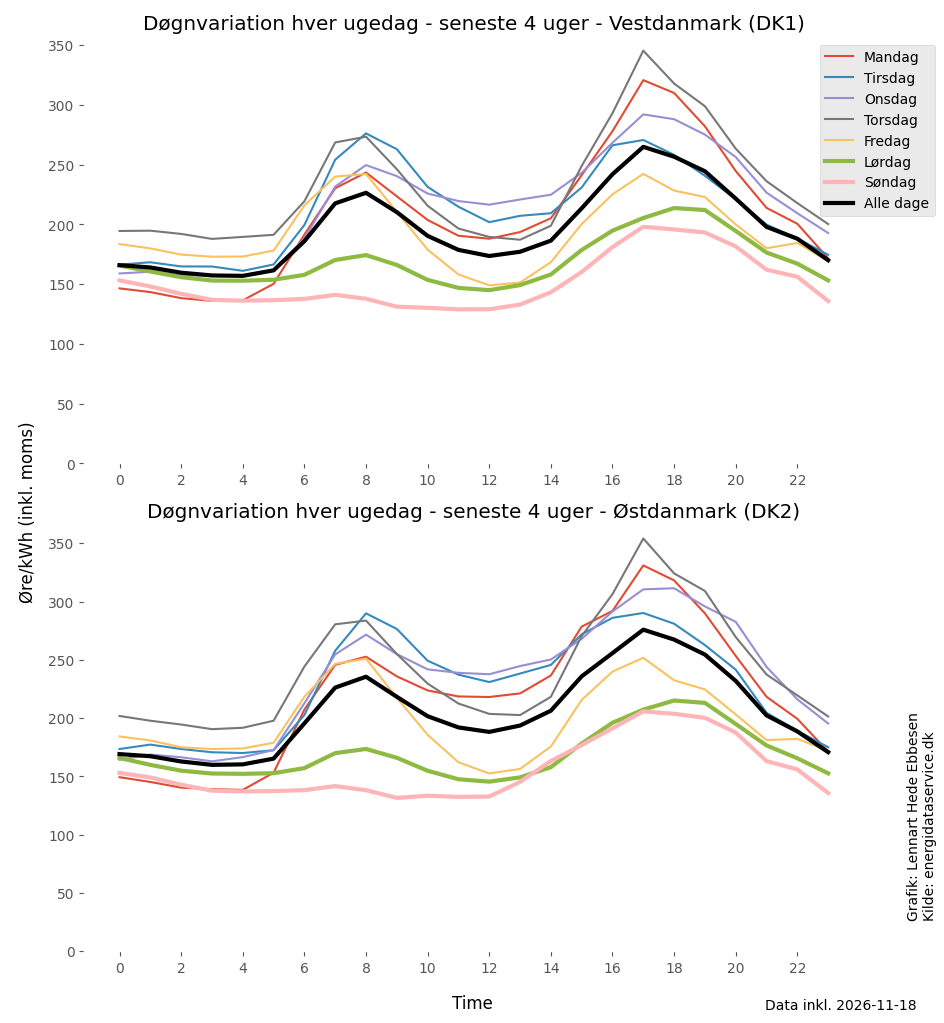 Døgnvariation hver ugedag - seneste 4 uger - Vestdanmark (DK1)
350
300
250
200
150
100
50
0
0 2 4 6 8 10 12 14 16 18 20 22
Mandag
Tirsdag
Onsdag
Torsdag
Fredag
Lørdag
Søndag
Alle dage
Øre/kWh (inkl. moms)
Døgnvariation hver ugedag - seneste 4 uger - Østdanmark (DK2)
350
300
250
200
150
100
50
0
0 2 4 6 8 10 12 14 16 18 20 22
Time
Grafik: Lennart Hede Ebbesen
Kilde: energidataservice.dk
Data inkl. 2026-11-18